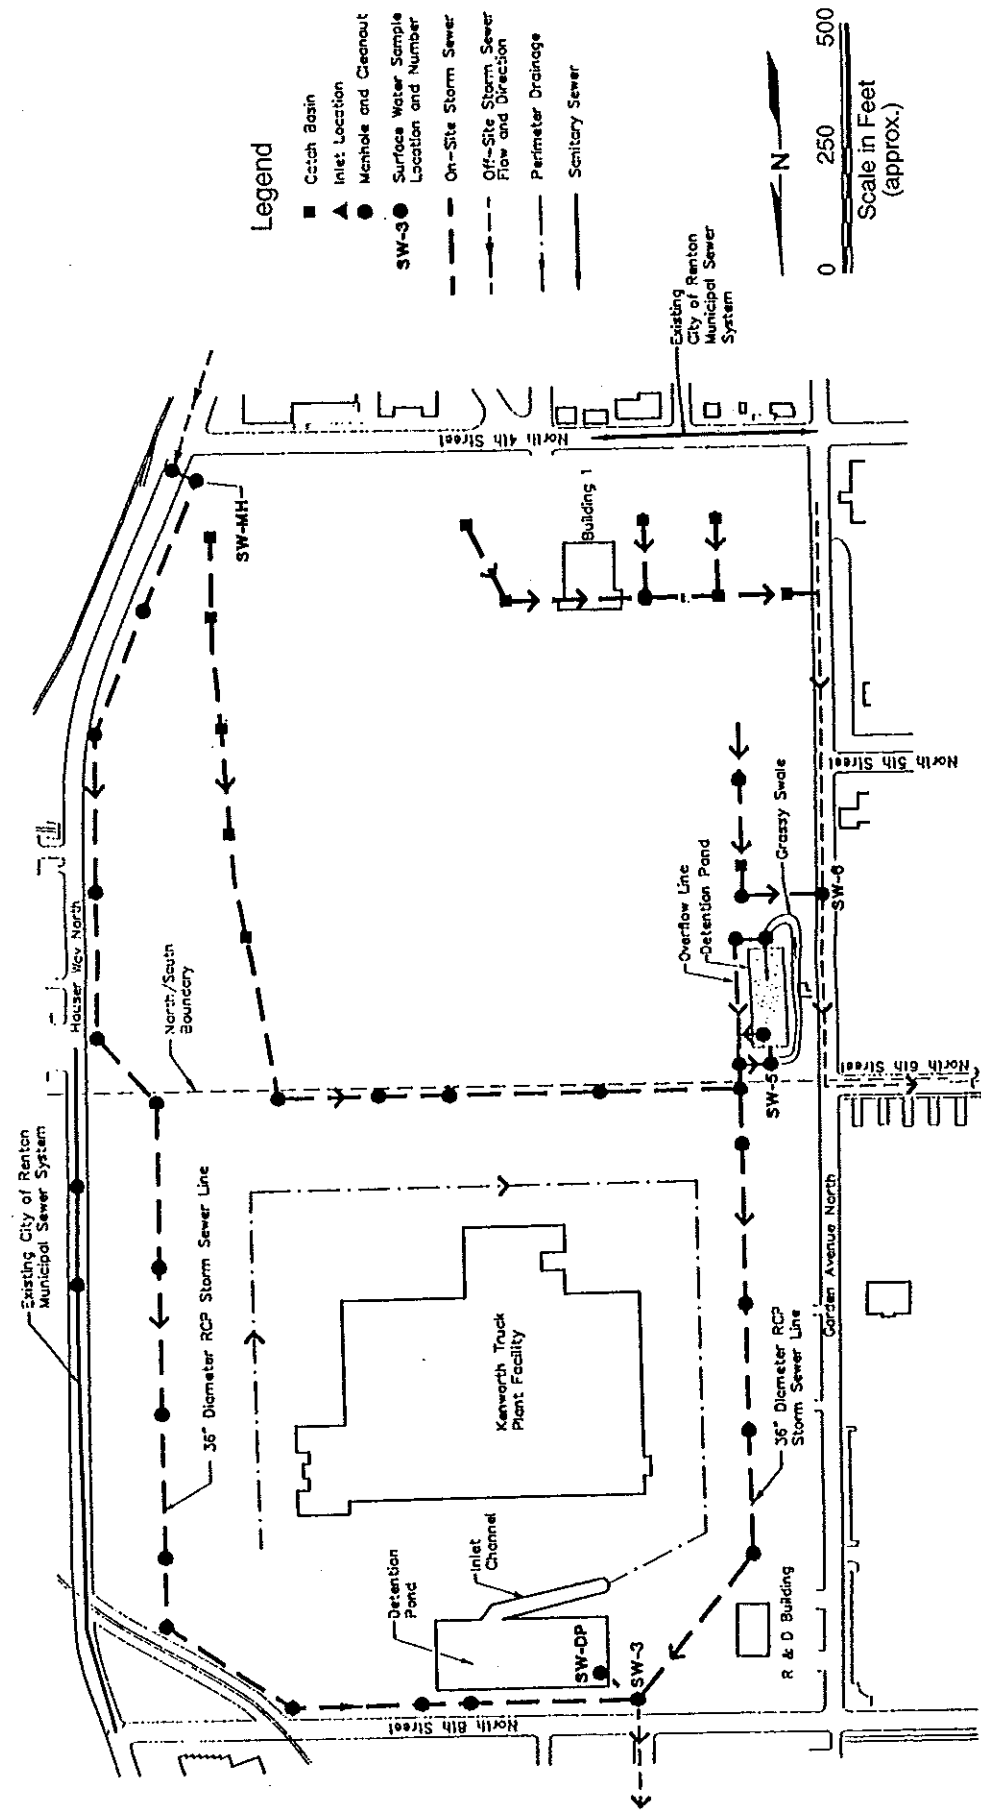 Legend
Catch Basin
Inlet Location
Manhole and Cleanout
SW-3
Surface Water Sample
Location and Number
On-Site Storm Sewer
Off-Site Storm Sewer
Flow and Direction
Perimeter Drainage
Sanitary Sewer
N
0 250 500
Scale in Feet
(approx.)
Existing City of Renton
Municipal Sewer System
Houser Way North
North/South
Boundary
36" Diameter RCP Storm Sewer Line
SW-MH
North 4th Street
Existing
City of Renton
Municipal Sewer
System
Building 1
Kenworth Truck
Plant Facility
Detention
Pond
Inlet
Channel
SW-DP
SW-3
North 8th Street
R & D Building
36" Diameter RCP
Storm Sewer Line
Garden Avenue North
Overflow Line
Detention Pond
Grassy Swale
SW-5
SW-6
North 5th Street
North 6th Street